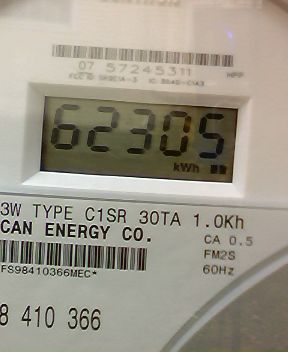 07 57245311 HPP
62305
kWh
3W TYPE C1SR 30TA 1.0Kh
CAN ENERGY CO.
CA 0.5
FM2S
FS98410366MEC*
60Hz
8 410 366